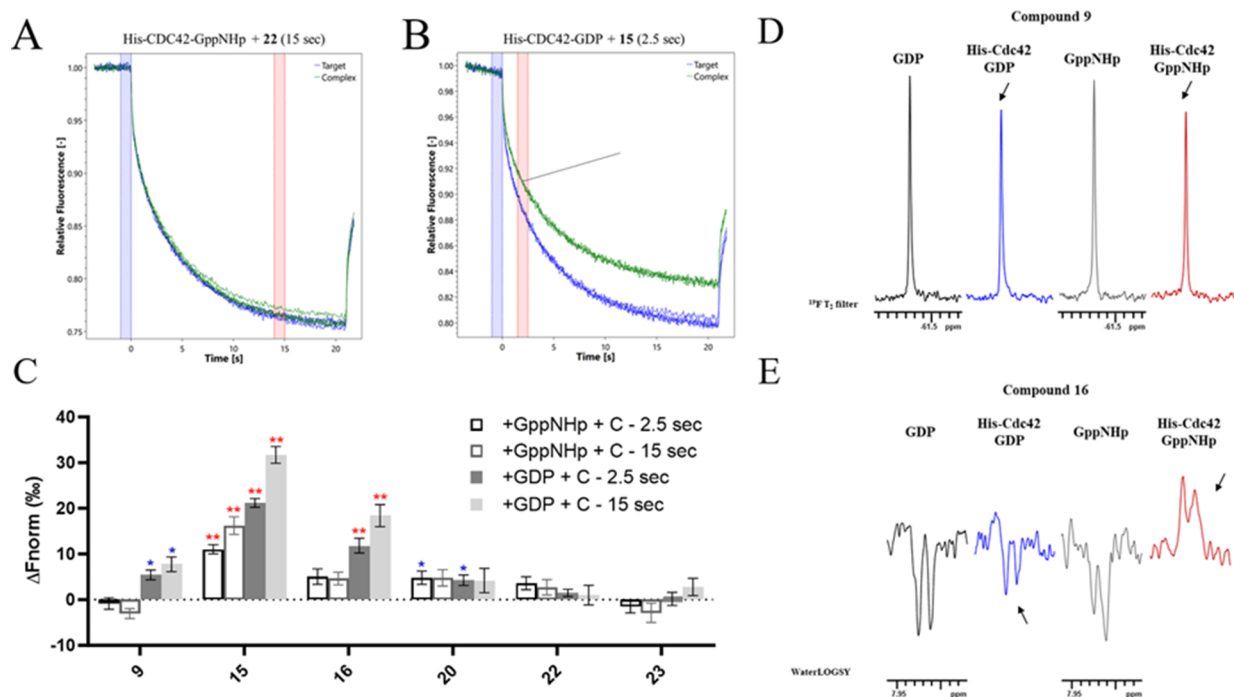 A
His-CDC42-GppNHp + 22 (15 sec)
Target
Complex
1.00
0.95
0.90
0.85
0.80
0.75
Relative Fluorescence [-]
0
5
10
15
20
Time [s]
B
His-CDC42-GDP + 15 (2.5 sec)
Target
Complex
1.00
0.98
0.96
0.94
0.92
0.90
0.88
0.86
0.84
0.82
0.80
Relative Fluorescence [-]
0
5
10
15
20
Time [s]
C
ΔFnorm (‰)
40
30
20
10
0
-10
+GppNHp + C - 2.5 sec
+GppNHp + C - 15 sec
+GDP + C - 2.5 sec
+GDP + C - 15 sec
* * ** ** ** ** ** ** * *
9
15
16
20
22
23
D
Compound 9
GDP
His-Cdc42
GDP
GppNHp
His-Cdc42
GppNHp
¹⁹F T₂ filter
-61.5 ppm
-61.5 ppm
E
Compound 16
GDP
His-Cdc42
GDP
GppNHp
His-Cdc42
GppNHp
WaterLOGSY
7.95 ppm
7.95 ppm